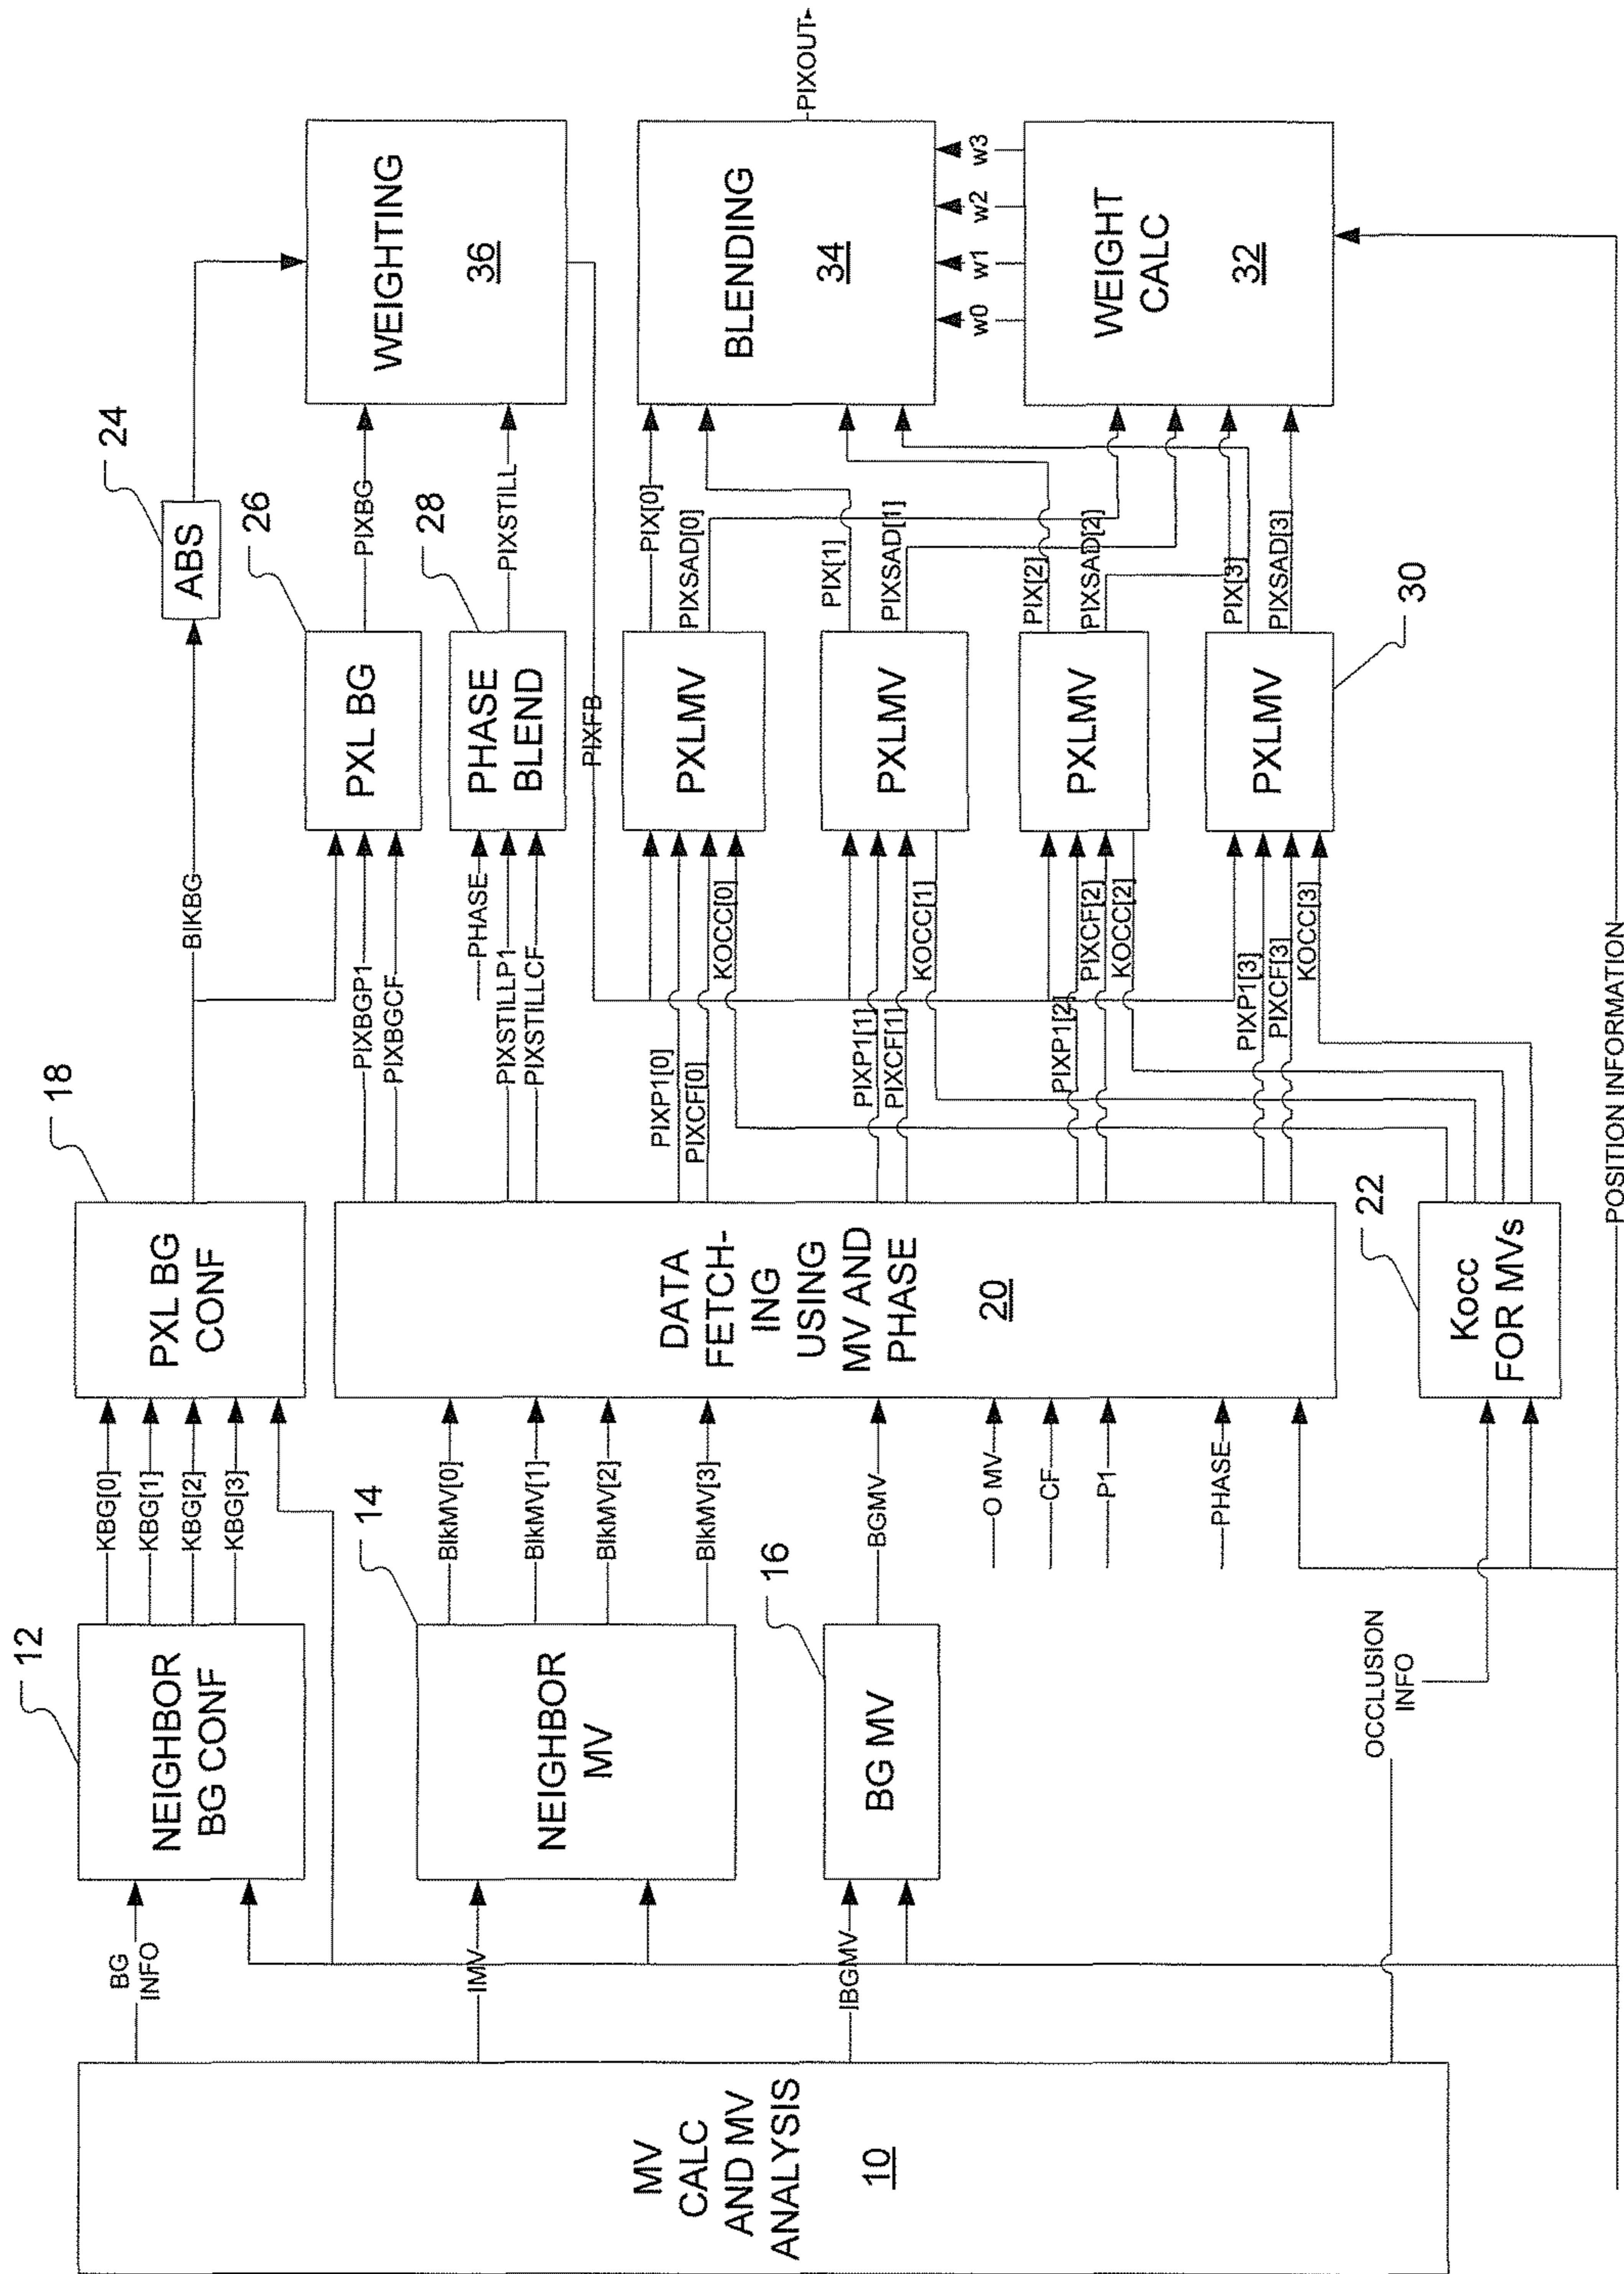 MV
CALC
AND MV
ANALYSIS
10
BG
INFO
IMV
IBGMV
OCCLUSION
INFO
POSITION INFORMATION
12
NEIGHBOR
BG CONF
14
NEIGHBOR
MV
16
BG MV
KBG[0]
KBG[1]
KBG[2]
KBG[3]
BlkMV[0]
BlkMV[1]
BlkMV[2]
BlkMV[3]
BGMV
O MV
CF
P1
PHASE
18
PXL BG
CONF
DATA
FETCH-
ING
USING
MV AND
PHASE
20
22
Kocc
FOR MVs
BIKBG
PIXBGP1
PIXBGCF
PHASE
PIXSTILLP1
PIXSTILLCF
PIXP1[0]
PIXCF[0]
KOCC[0]
PIXP1[1]
PIXCF[1]
KOCC[1]
PIXP1[2]
PIXCF[2]
KOCC[2]
PIXP1[3]
PIXCF[3]
KOCC[3]
24
ABS
26
PXL BG
28
PHASE
BLEND
PIXFB
PXLMV
PXLMV
PXLMV
PXLMV
30
PIXBG
PIXSTILL
PIX[0]
PIXSAD[0]
PIX[1]
PIXSAD[1]
PIX[2]
PIXSAD[2]
PIX[3]
PIXSAD[3]
WEIGHTING
36
BLENDING
34
w0
w1
w2
w3
WEIGHT
CALC
32
PIXOUT